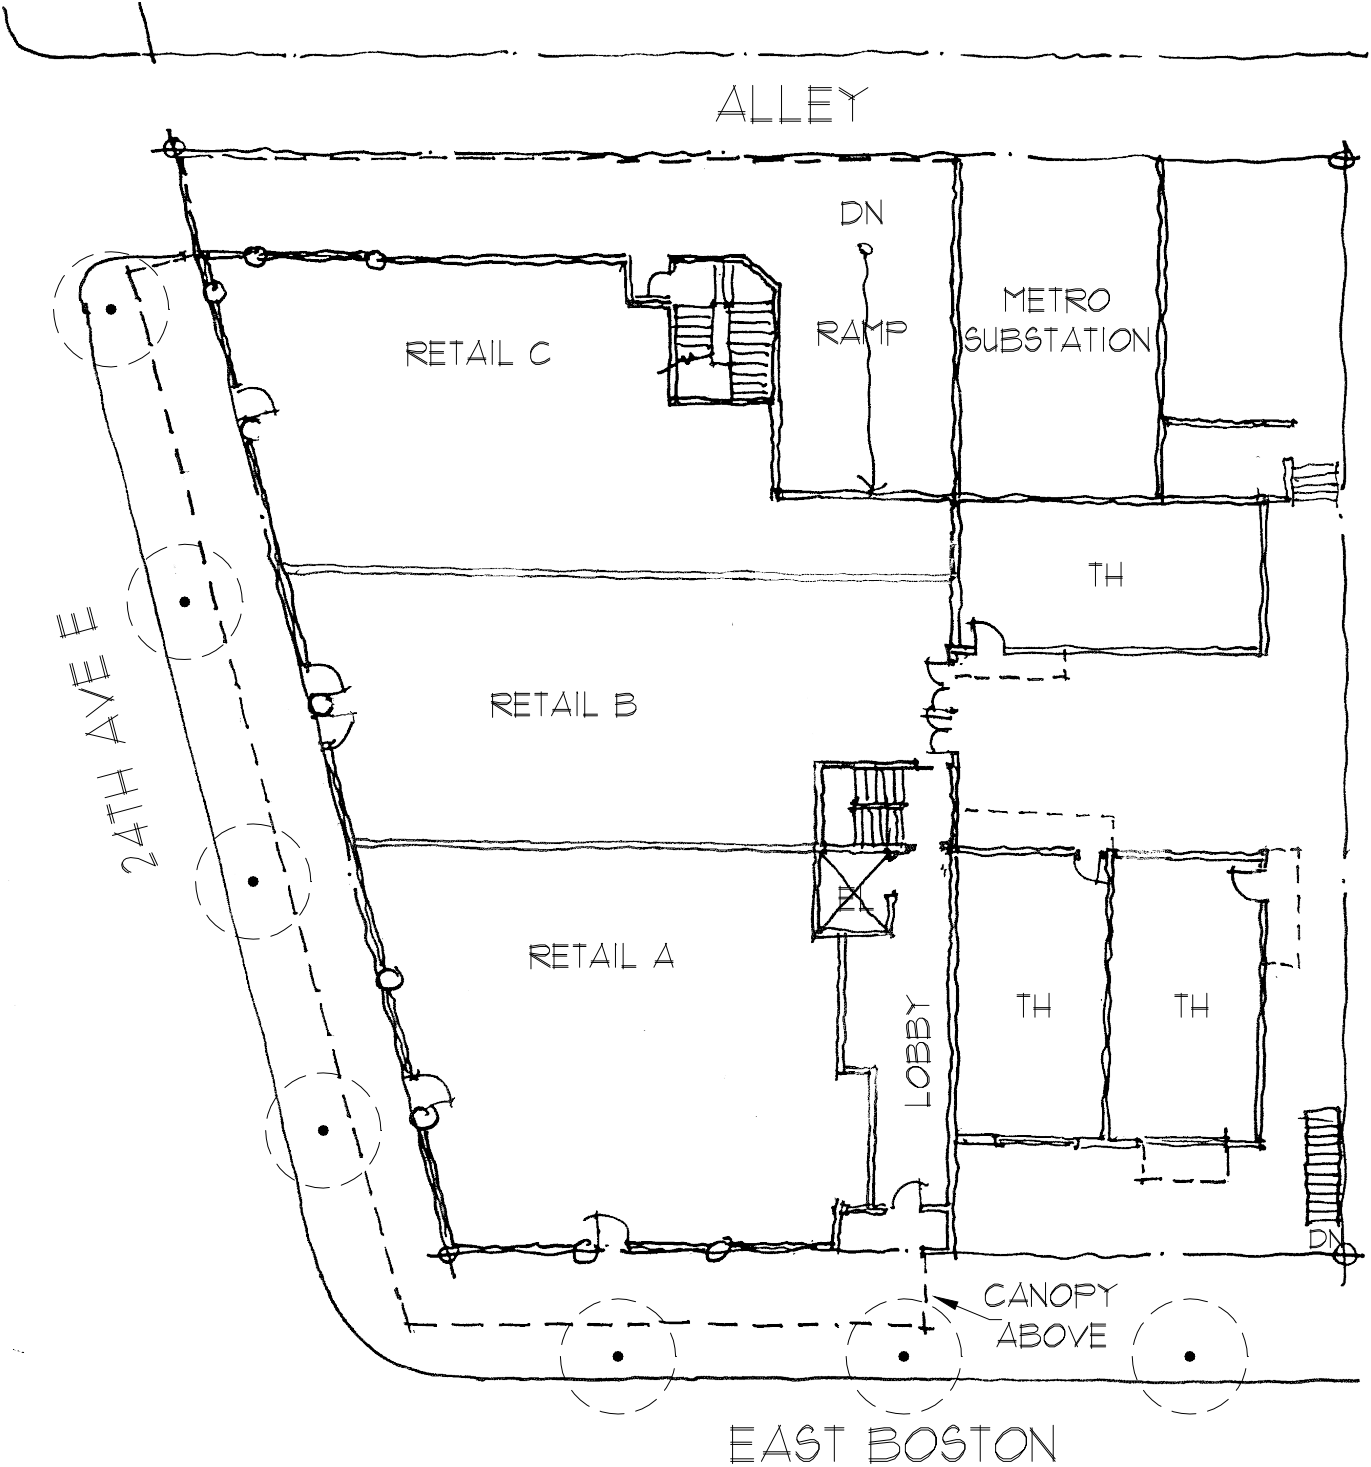 ALLEY
DN
METRO
SUBSTATION
RAMP
RETAIL C
TH
24TH AVE E
RETAIL B
EL
RETAIL A
LOBBY
TH
TH
DN
CANOPY
ABOVE
EAST BOSTON